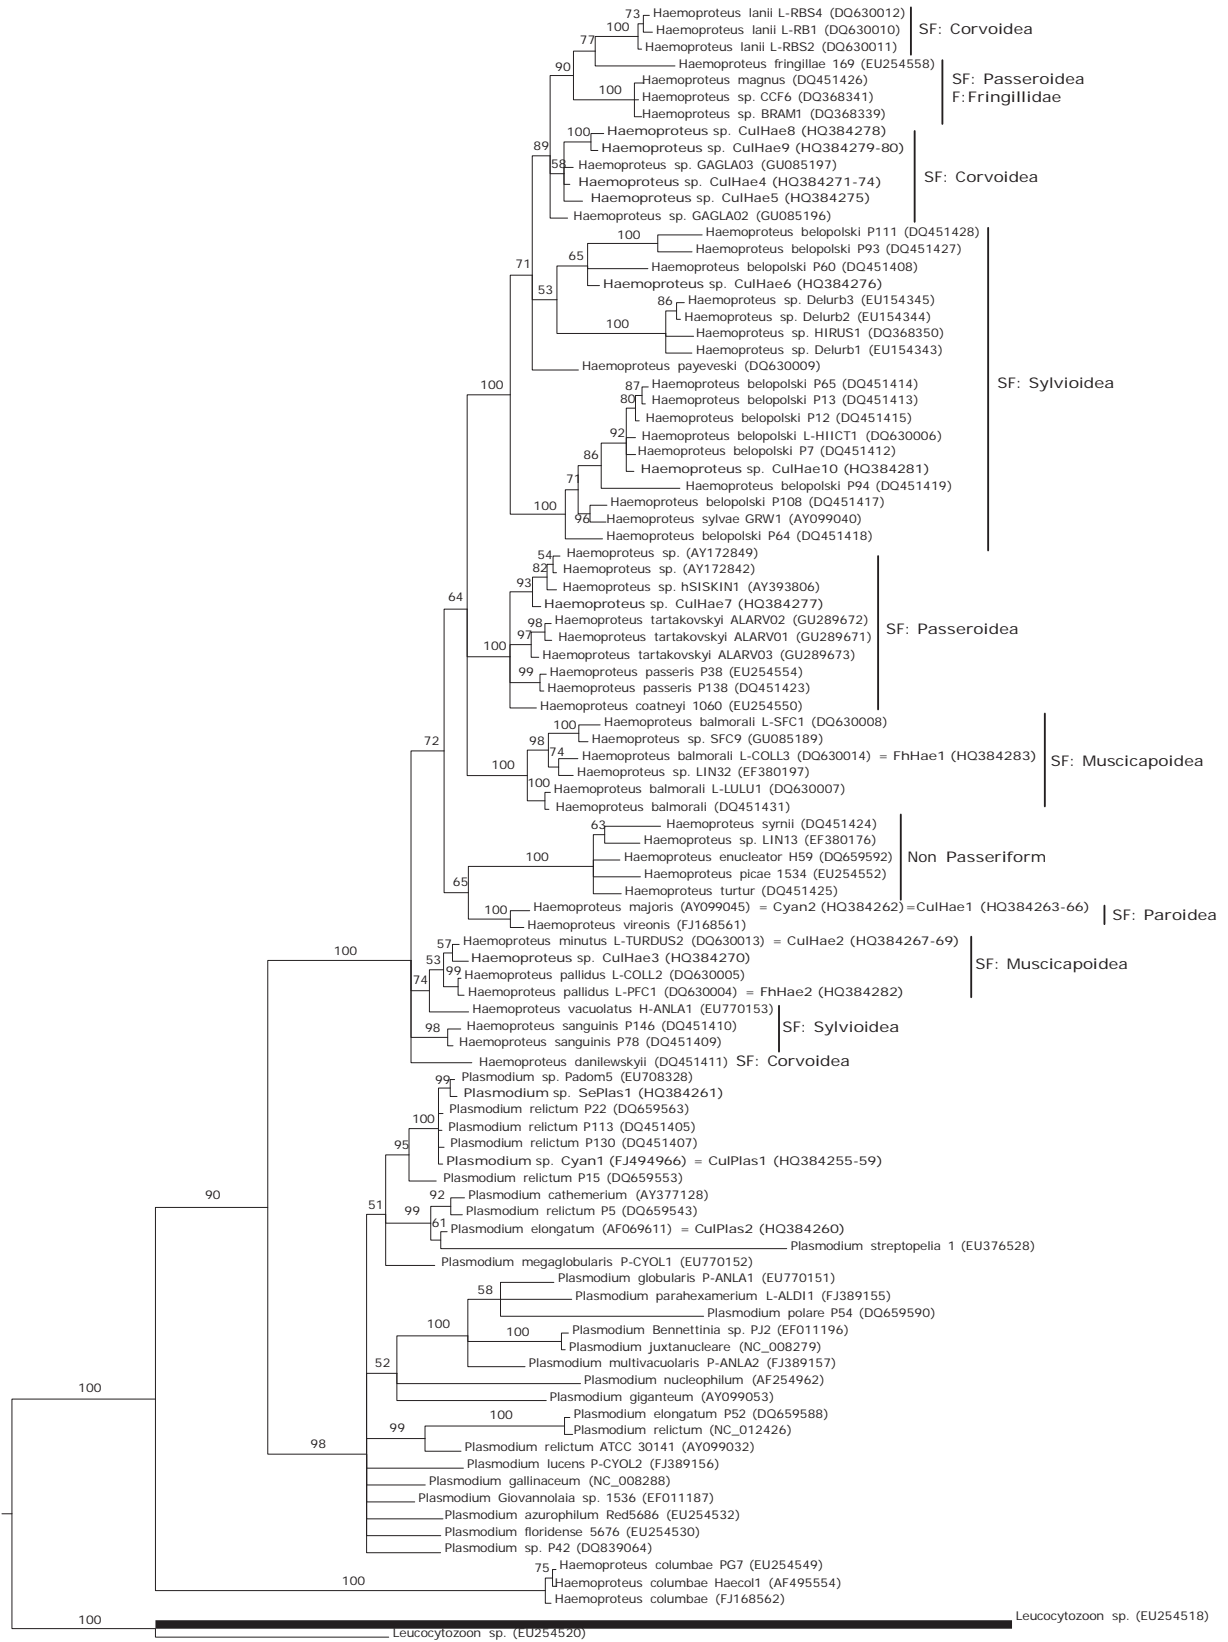 73
Haemoproteus lanii L-RBS4 (DQ630012)
100
Haemoproteus lanii L-RB1 (DQ630010)
SF: Corvoidea
77
Haemoproteus lanii L-RBS2 (DQ630011)
90
Haemoproteus fringillae 169 (EU254558)
Haemoproteus magnus (DQ451426)
SF: Passeroidea
100
Haemoproteus sp. CCF6 (DQ368341)
F:Fringillidae
Haemoproteus sp. BRAM1 (DQ368339)
100
Haemoproteus sp. CulHae8 (HQ384278)
89
Haemoproteus sp. CulHae9 (HQ384279-80)
58
Haemoproteus sp. GAGLA03 (GU085197)
SF: Corvoidea
Haemoproteus sp. CulHae4 (HQ384271-74)
Haemoproteus sp. CulHae5 (HQ384275)
Haemoproteus sp. GAGLA02 (GU085196)
100
Haemoproteus belopolski P111 (DQ451428)
Haemoproteus belopolski P93 (DQ451427)
71
65
Haemoproteus belopolski P60 (DQ451408)
Haemoproteus sp. CulHae6 (HQ384276)
53
86
Haemoproteus sp. Delurb3 (EU154345)
Haemoproteus sp. Delurb2 (EU154344)
100
Haemoproteus sp. HIRUS1 (DQ368350)
Haemoproteus sp. Delurb1 (EU154343)
Haemoproteus payeveski (DQ630009)
100
87
Haemoproteus belopolski P65 (DQ451414)
SF: Sylvioidea
80
Haemoproteus belopolski P13 (DQ451413)
Haemoproteus belopolski P12 (DQ451415)
92
Haemoproteus belopolski L-HIICT1 (DQ630006)
Haemoproteus belopolski P7 (DQ451412)
86
Haemoproteus sp. CulHae10 (HQ384281)
71
Haemoproteus belopolski P94 (DQ451419)
100
Haemoproteus belopolski P108 (DQ451417)
96
Haemoproteus sylvae GRW1 (AY099040)
Haemoproteus belopolski P64 (DQ451418)
54
Haemoproteus sp. (AY172849)
82
Haemoproteus sp. (AY172842)
93
Haemoproteus sp. hSISKIN1 (AY393806)
64
Haemoproteus sp. CulHae7 (HQ384277)
98
Haemoproteus tartakovskyi ALARV02 (GU289672)
97
Haemoproteus tartakovskyi ALARV01 (GU289671)
SF: Passeroidea
100
Haemoproteus tartakovskyi ALARV03 (GU289673)
99
Haemoproteus passeris P38 (EU254554)
Haemoproteus passeris P138 (DQ451423)
Haemoproteus coatneyi 1060 (EU254550)
100
Haemoproteus balmorali L-SFC1 (DQ630008)
72
98
Haemoproteus sp. SFC9 (GU085189)
74
Haemoproteus balmorali L-COLL3 (DQ630014) = FhHae1 (HQ384283)
SF: Muscicapoidea
100
Haemoproteus sp. LIN32 (EF380197)
100
Haemoproteus balmorali L-LULU1 (DQ630007)
Haemoproteus balmorali (DQ451431)
63
Haemoproteus syrnii (DQ451424)
Haemoproteus sp. LIN13 (EF380176)
100
Haemoproteus enucleator H59 (DQ659592)
Non Passeriform
Haemoproteus picae 1534 (EU254552)
65
Haemoproteus turtur (DQ451425)
100
Haemoproteus majoris (AY099045) = Cyan2 (HQ384262)=CulHae1 (HQ384263-66)
SF: Paroidea
Haemoproteus vireonis (FJ168561)
100
57
Haemoproteus minutus L-TURDUS2 (DQ630013) = CulHae2 (HQ384267-69)
53
Haemoproteus sp. CulHae3 (HQ384270)
SF: Muscicapoidea
74
99
Haemoproteus pallidus L-COLL2 (DQ630005)
Haemoproteus pallidus L-PFC1 (DQ630004) = FhHae2 (HQ384282)
Haemoproteus vacuolatus H-ANLA1 (EU770153)
98
Haemoproteus sanguinis P146 (DQ451410)
SF: Sylvioidea
Haemoproteus sanguinis P78 (DQ451409)
Haemoproteus danilewskyii (DQ451411) SF: Corvoidea
99
Plasmodium sp. Padom5 (EU708328)
Plasmodium sp. SePlas1 (HQ384261)
100
Plasmodium relictum P22 (DQ659563)
Plasmodium relictum P113 (DQ451405)
95
Plasmodium relictum P130 (DQ451407)
Plasmodium sp. Cyan1 (FJ494966) = CulPlas1 (HQ384255-59)
Plasmodium relictum P15 (DQ659553)
90
51
92
Plasmodium cathemerium (AY377128)
99
Plasmodium relictum P5 (DQ659543)
61
Plasmodium elongatum (AF069611) = CulPlas2 (HQ384260)
Plasmodium streptopelia 1 (EU376528)
Plasmodium megaglobularis P-CYOL1 (EU770152)
Plasmodium globularis P-ANLA1 (EU770151)
58
Plasmodium parahexamerium L-ALDI1 (FJ389155)
Plasmodium polare P54 (DQ659590)
100
100
Plasmodium Bennettinia sp. PJ2 (EF011196)
Plasmodium juxtanucleare (NC_008279)
52
Plasmodium multivacuolaris P-ANLA2 (FJ389157)
Plasmodium nucleophilum (AF254962)
100
Plasmodium giganteum (AY099053)
100
Plasmodium elongatum P52 (DQ659588)
99
Plasmodium relictum (NC_012426)
98
Plasmodium relictum ATCC 30141 (AY099032)
Plasmodium lucens P-CYOL2 (FJ389156)
Plasmodium gallinaceum (NC_008288)
Plasmodium Giovannolaia sp. 1536 (EF011187)
Plasmodium azurophilum Red5686 (EU254532)
Plasmodium floridense 5676 (EU254530)
Plasmodium sp. P42 (DQ839064)
75
Haemoproteus columbae PG7 (EU254549)
100
Haemoproteus columbae Haecol1 (AF495554)
Haemoproteus columbae (FJ168562)
100
Leucocytozoon sp. (EU254518)
Leucocytozoon sp. (EU254520)